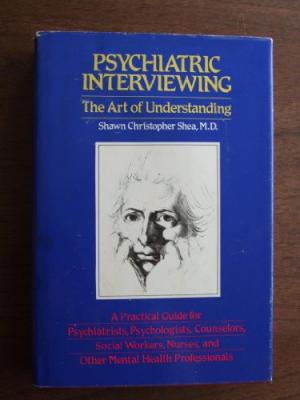 PSYCHIATRIC
INTERVIEWING
The Art of Understanding
Shawn Christopher Shea, M.D.
A Practical Guide for
Psychiatrists, Psychologists, Counselors,
Social Workers, Nurses, and
Other Mental Health Professionals